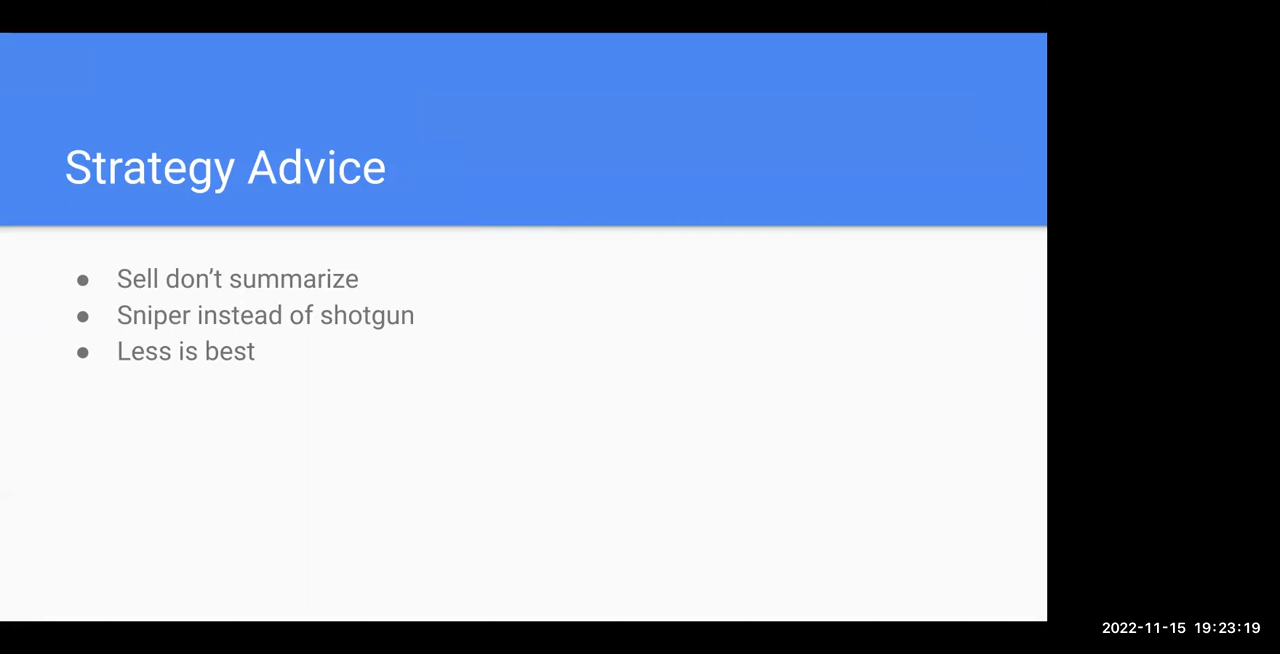 Strategy Advice
● Sell don’t summarize
● Sniper instead of shotgun
● Less is best
2022-11-15 19:23:19